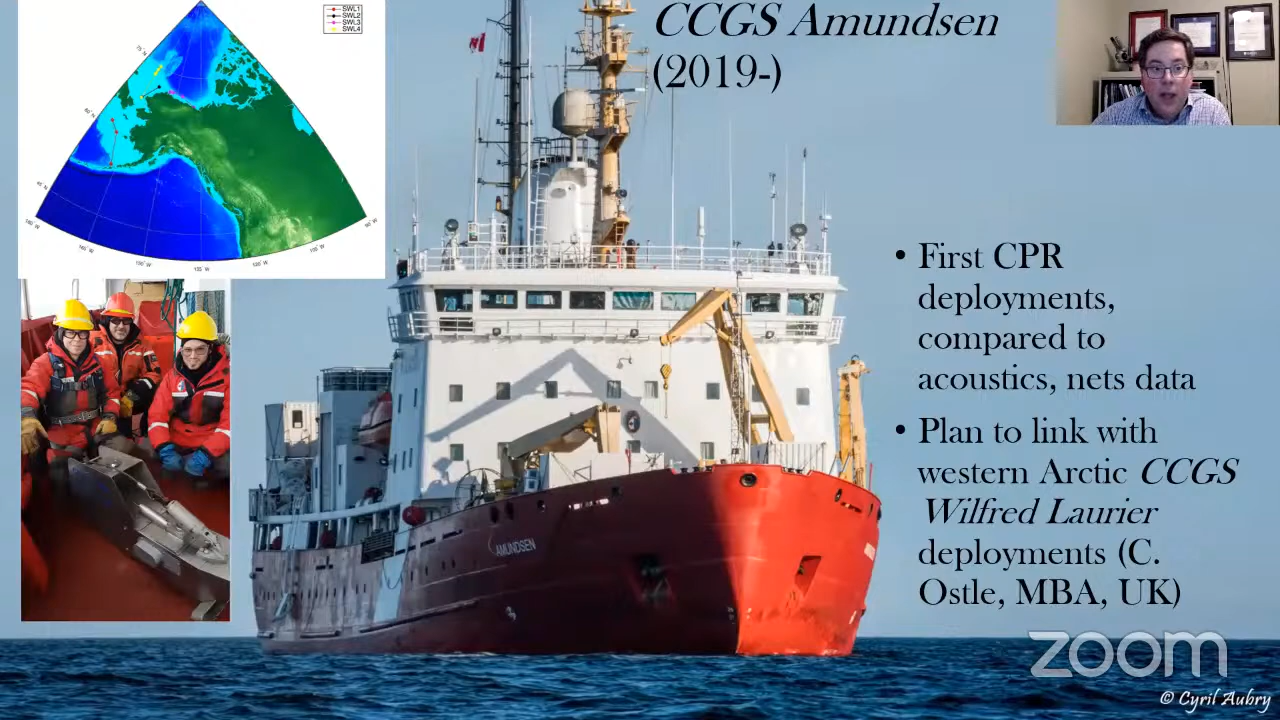 CCGS Amundsen
(2019-)
SWL1
SWL2
SWL3
SWL4
• First CPR
deployments,
compared to
acoustics, nets data
• Plan to link with
western Arctic CCGS
Wilfred Laurier
deployments (C.
Ostle, MBA, UK)
AMUNDSEN
zoom
© Cyril Aubry